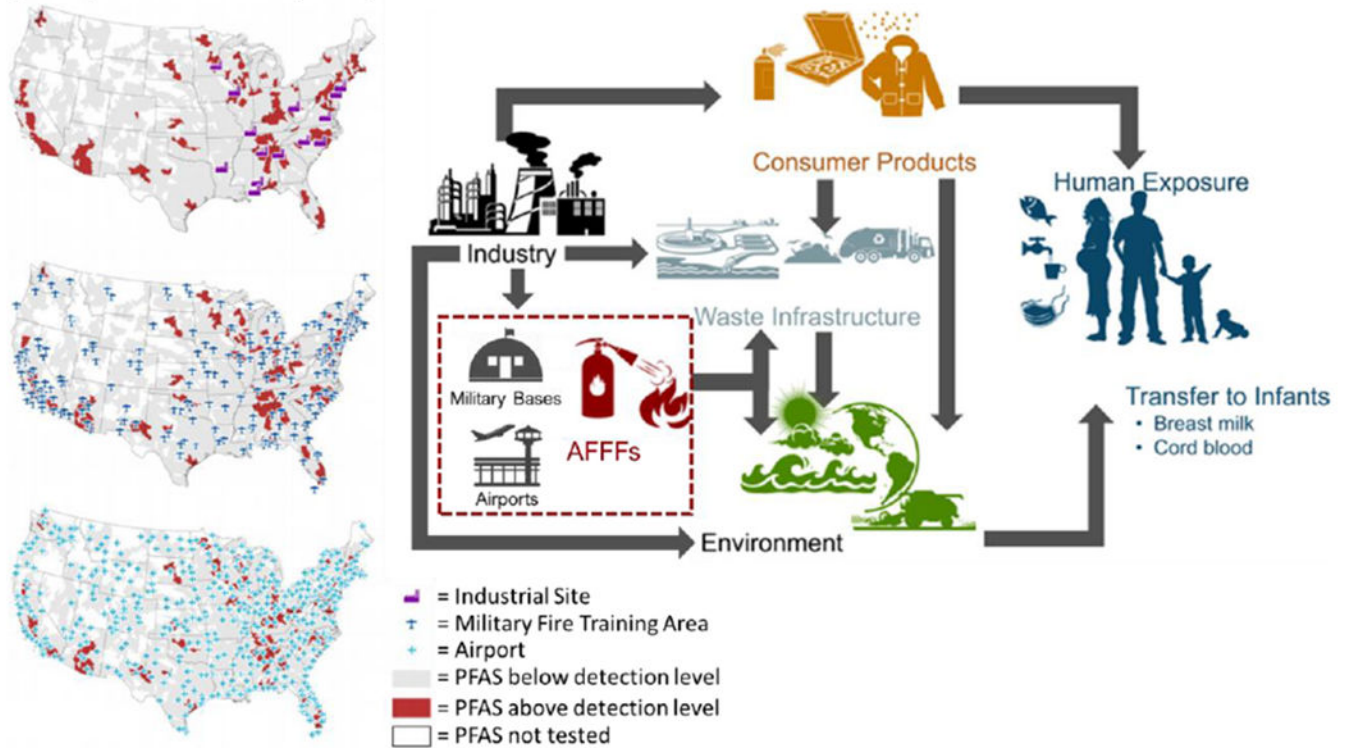 Consumer Products
Human Exposure
Industry
Waste Infrastructure
Military Bases
AFFFs
Airports
Transfer to Infants
• Breast milk
• Cord blood
Environment
= Industrial Site
= Military Fire Training Area
= Airport
= PFAS below detection level
= PFAS above detection level
= PFAS not tested